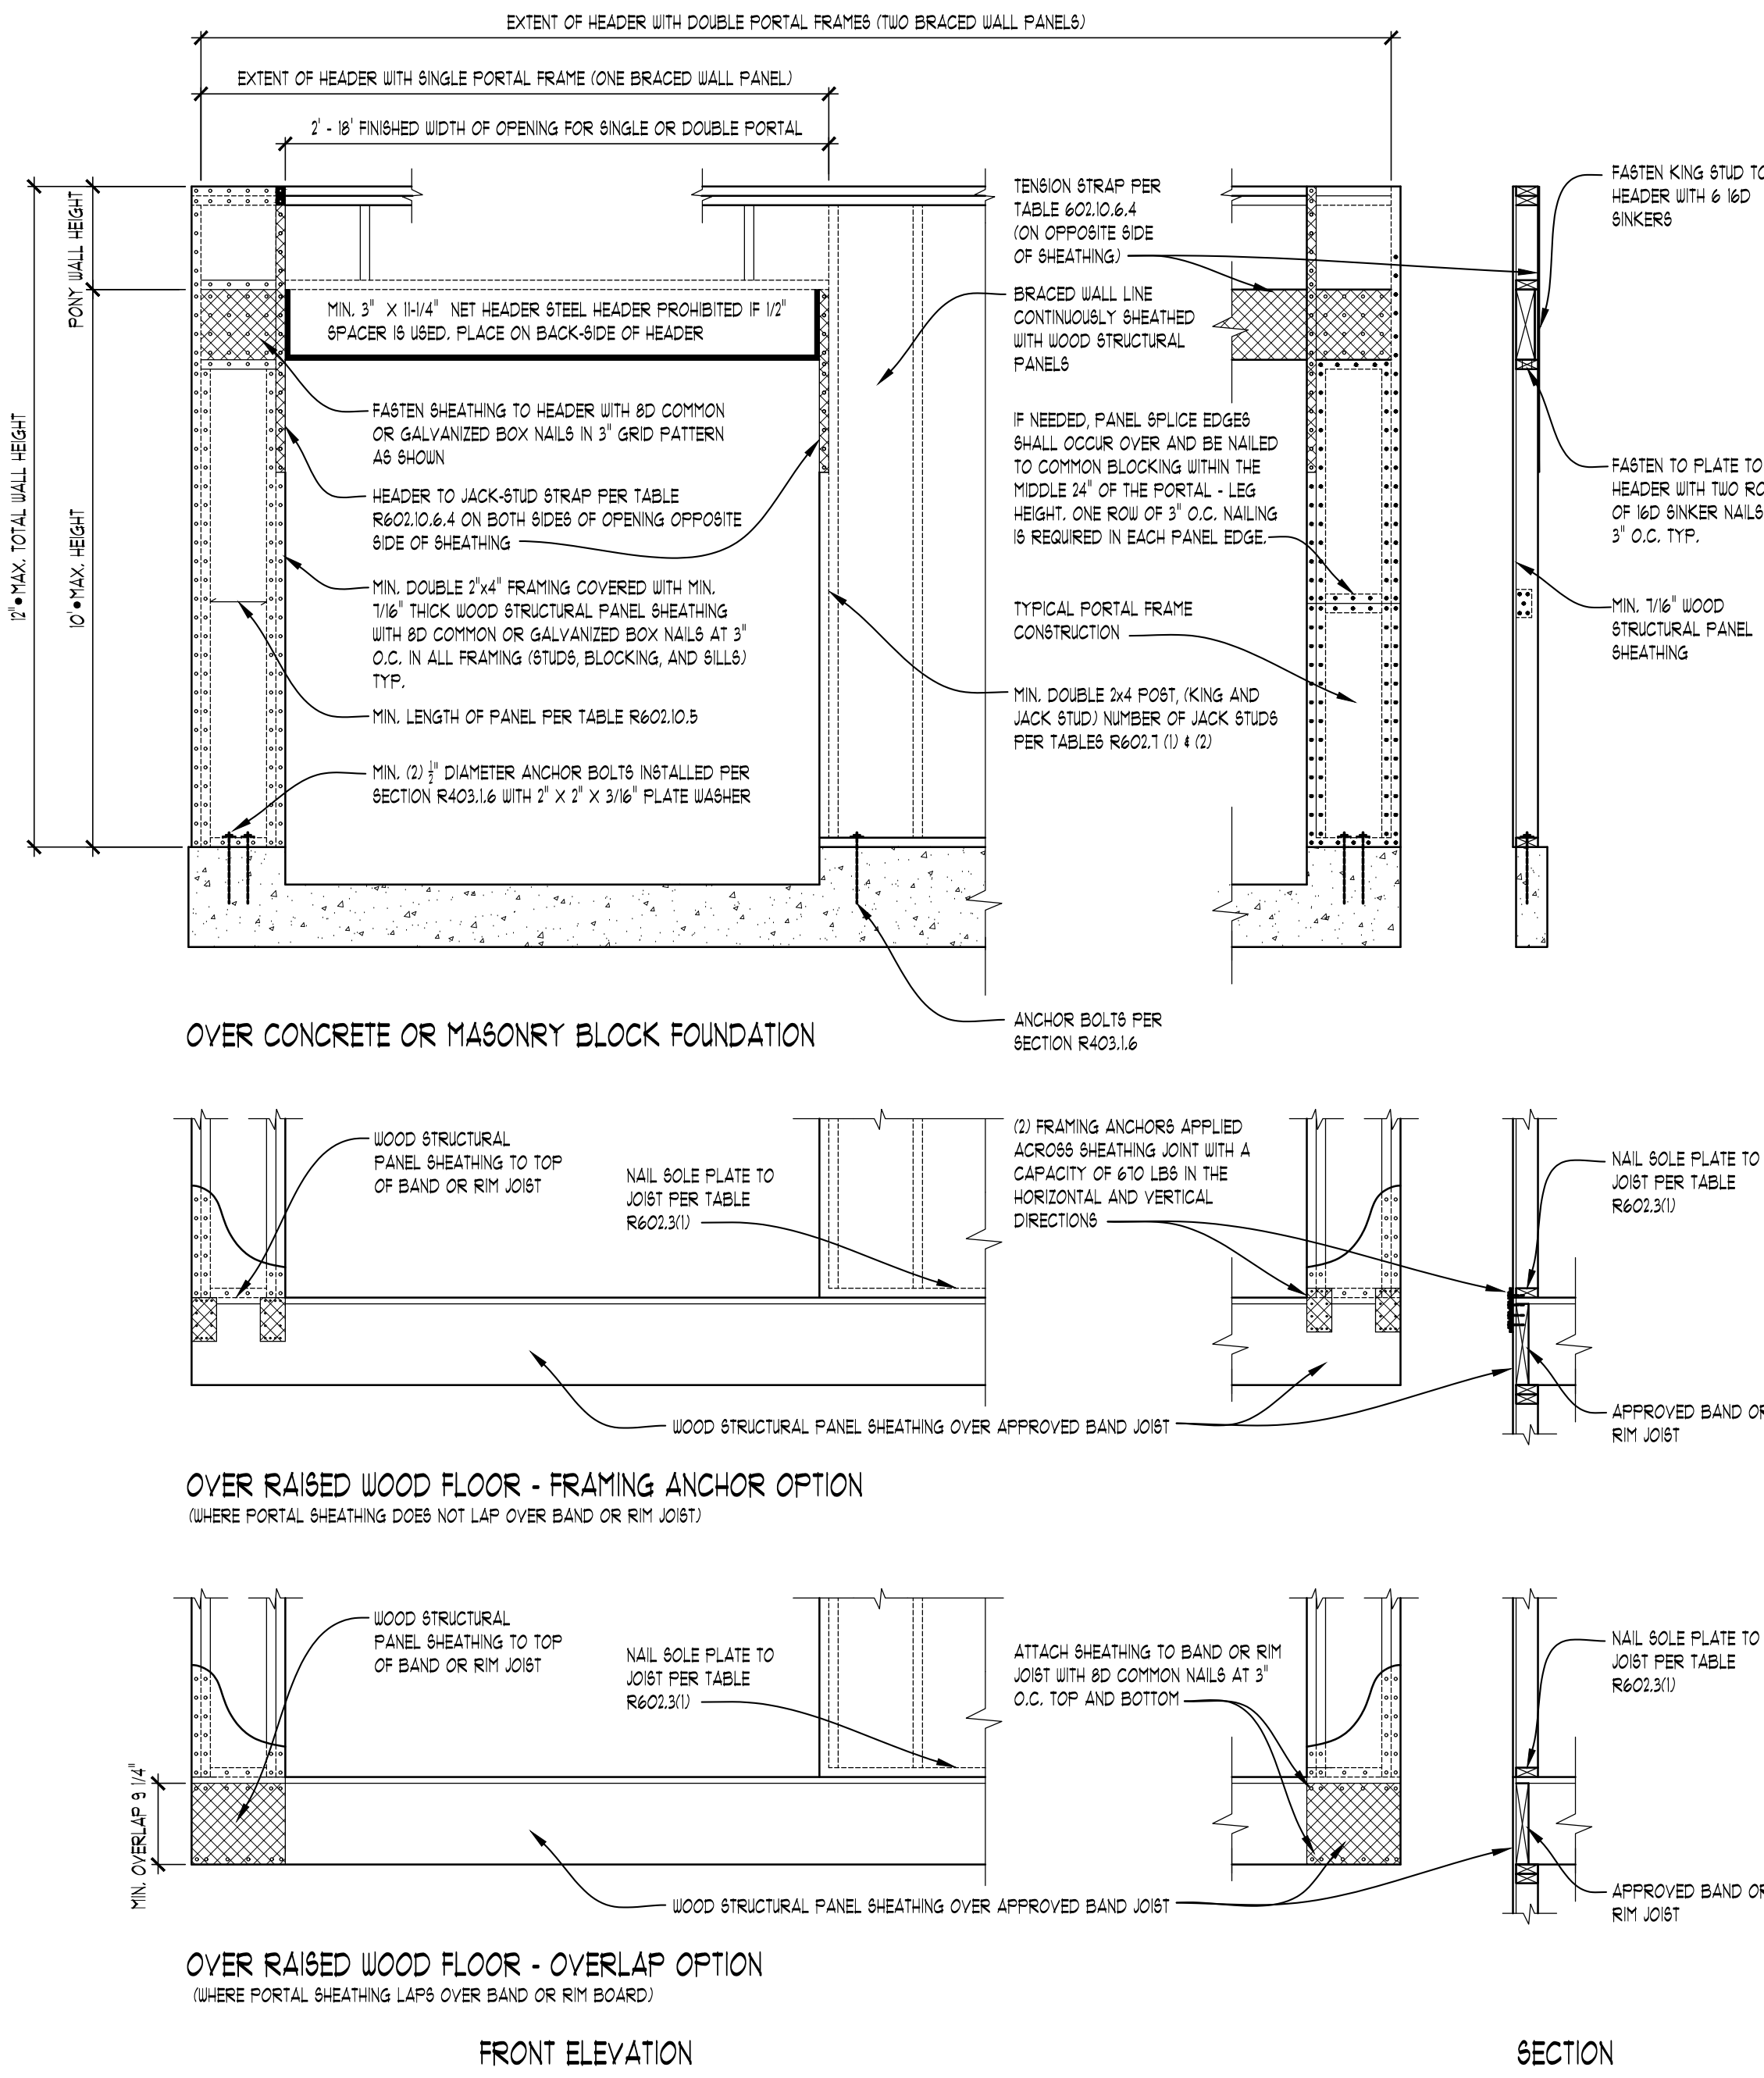 EXTENT OF HEADER WITH DOUBLE PORTAL FRAMES (TWO BRACED WALL PANELS)
EXTENT OF HEADER WITH SINGLE PORTAL FRAME (ONE BRACED WALL PANEL)
2' - 18' FINISHED WIDTH OF OPENING FOR SINGLE OR DOUBLE PORTAL
12"•MAX. TOTAL WALL HEIGHT
PONY WALL HEIGHT
10'•MAX. HEIGHT
MIN. 3" X 11-1/4" NET HEADER STEEL HEADER PROHIBITED IF 1/2"
SPACER IS USED. PLACE ON BACK-SIDE OF HEADER
FASTEN SHEATHING TO HEADER WITH 8D COMMON
OR GALVANIZED BOX NAILS IN 3" GRID PATTERN
AS SHOWN
HEADER TO JACK-STUD STRAP PER TABLE
R602.10.6.4 ON BOTH SIDES OF OPENING OPPOSITE
SIDE OF SHEATHING
MIN. DOUBLE 2"x4" FRAMING COVERED WITH MIN.
7/16" THICK WOOD STRUCTURAL PANEL SHEATHING
WITH 8D COMMON OR GALVANIZED BOX NAILS AT 3"
O.C. IN ALL FRAMING (STUDS, BLOCKING, AND SILLS)
TYP.
MIN. LENGTH OF PANEL PER TABLE R602.10.5
MIN. (2) 1/2" DIAMETER ANCHOR BOLTS INSTALLED PER
SECTION R403.1.6 WITH 2" X 2" X 3/16" PLATE WASHER
TENSION STRAP PER
TABLE 602.10.6.4
(ON OPPOSITE SIDE
OF SHEATHING)
BRACED WALL LINE
CONTINUOUSLY SHEATHED
WITH WOOD STRUCTURAL
PANELS
IF NEEDED, PANEL SPLICE EDGES
SHALL OCCUR OVER AND BE NAILED
TO COMMON BLOCKING WITHIN THE
MIDDLE 24" OF THE PORTAL - LEG
HEIGHT. ONE ROW OF 3" O.C. NAILING
IS REQUIRED IN EACH PANEL EDGE.
TYPICAL PORTAL FRAME
CONSTRUCTION
MIN. DOUBLE 2x4 POST, (KING AND
JACK STUD) NUMBER OF JACK STUDS
PER TABLES R602.7 (1) & (2)
ANCHOR BOLTS PER
SECTION R403.1.6
FASTEN KING STUD TO
HEADER WITH 6 16D
SINKERS
FASTEN TO PLATE TO
HEADER WITH TWO RO
OF 16D SINKER NAILS
3" O.C. TYP.
MIN. 7/16" WOOD
STRUCTURAL PANEL
SHEATHING
OVER CONCRETE OR MASONRY BLOCK FOUNDATION
WOOD STRUCTURAL
PANEL SHEATHING TO TOP
OF BAND OR RIM JOIST
NAIL SOLE PLATE TO
JOIST PER TABLE
R602.3(1)
(2) FRAMING ANCHORS APPLIED
ACROSS SHEATHING JOINT WITH A
CAPACITY OF 670 LBS IN THE
HORIZONTAL AND VERTICAL
DIRECTIONS
NAIL SOLE PLATE TO
JOIST PER TABLE
R602.3(1)
WOOD STRUCTURAL PANEL SHEATHING OVER APPROVED BAND JOIST
APPROVED BAND OR
RIM JOIST
OVER RAISED WOOD FLOOR - FRAMING ANCHOR OPTION
(WHERE PORTAL SHEATHING DOES NOT LAP OVER BAND OR RIM JOIST)
WOOD STRUCTURAL
PANEL SHEATHING TO TOP
OF BAND OR RIM JOIST
NAIL SOLE PLATE TO
JOIST PER TABLE
R602.3(1)
ATTACH SHEATHING TO BAND OR RIM
JOIST WITH 8D COMMON NAILS AT 3"
O.C. TOP AND BOTTOM
NAIL SOLE PLATE TO
JOIST PER TABLE
R602.3(1)
MIN. OVERLAP 9 1/4"
WOOD STRUCTURAL PANEL SHEATHING OVER APPROVED BAND JOIST
APPROVED BAND OR
RIM JOIST
OVER RAISED WOOD FLOOR - OVERLAP OPTION
(WHERE PORTAL SHEATHING LAPS OVER BAND OR RIM BOARD)
FRONT ELEVATION
SECTION